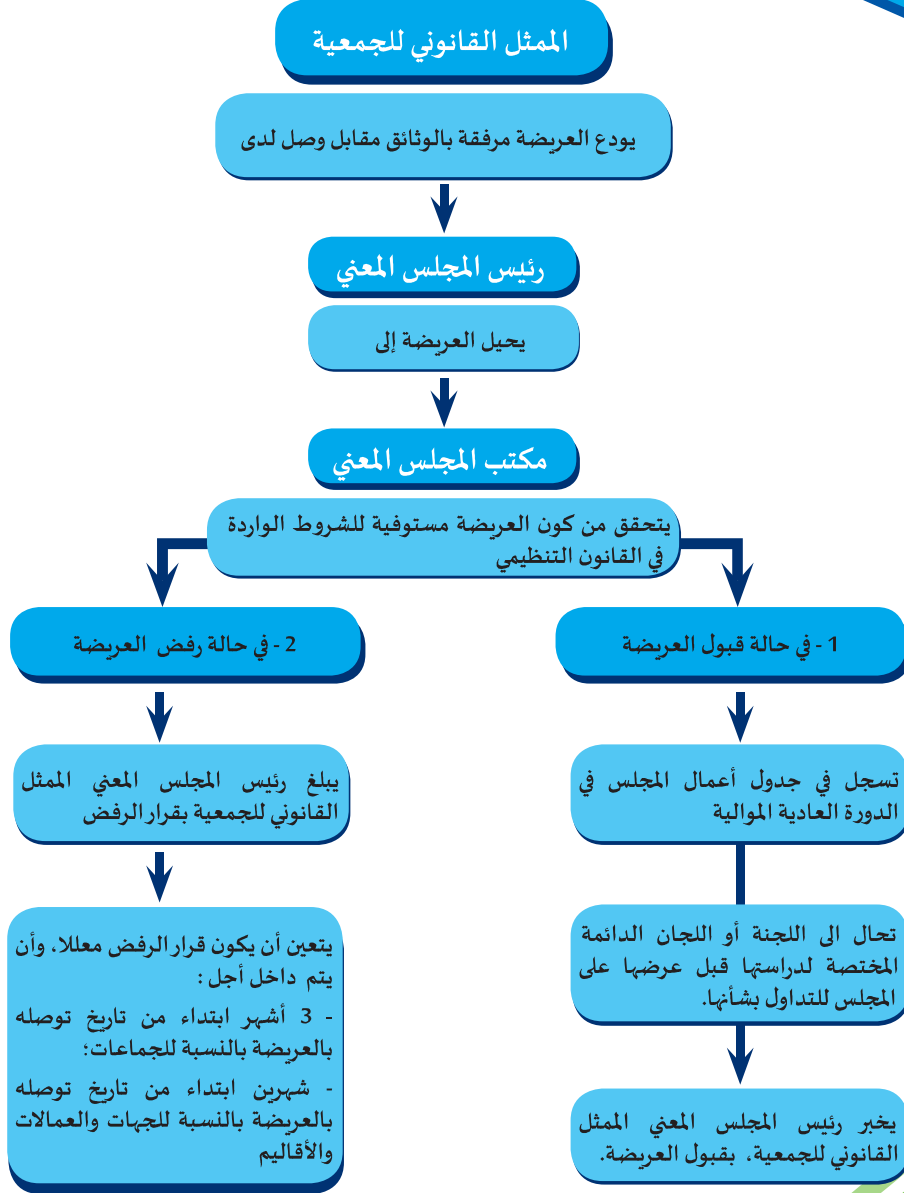 الممثل القانوني للجمعية
يودع العريضة مرفقة بالوثائق مقابل وصل لدى
رئيس المجلس المعني
يحيل العريضة إلى
مكتب المجلس المعني
يتحقق من كون العريضة مستوفية للشروط الواردة
في القانون التنظيمي
1 - في حالة قبول العريضة
تسجل في جدول أعمال المجلس في
الدورة العادية الموالية
تحال الى اللجنة أو اللجان الدائمة
المختصة لدراستها قبل عرضها على
المجلس للتداول بشأنها.
يخبر رئيس المجلس المعني الممثل
القانوني للجمعية، بقبول العريضة.
2 - في حالة رفض العريضة
يبلغ رئيس المجلس المعني الممثل
القانوني للجمعية بقرار الرفض
يتعين أن يكون قرار الرفض معللا، وأن
يتم داخل أجل :
- 3 أشهر ابتداء من تاريخ توصله
بالعريضة بالنسبة للجماعات؛
- شهرين ابتداء من تاريخ توصله
بالعريضة بالنسبة للجهات والعمالات
والأقاليم